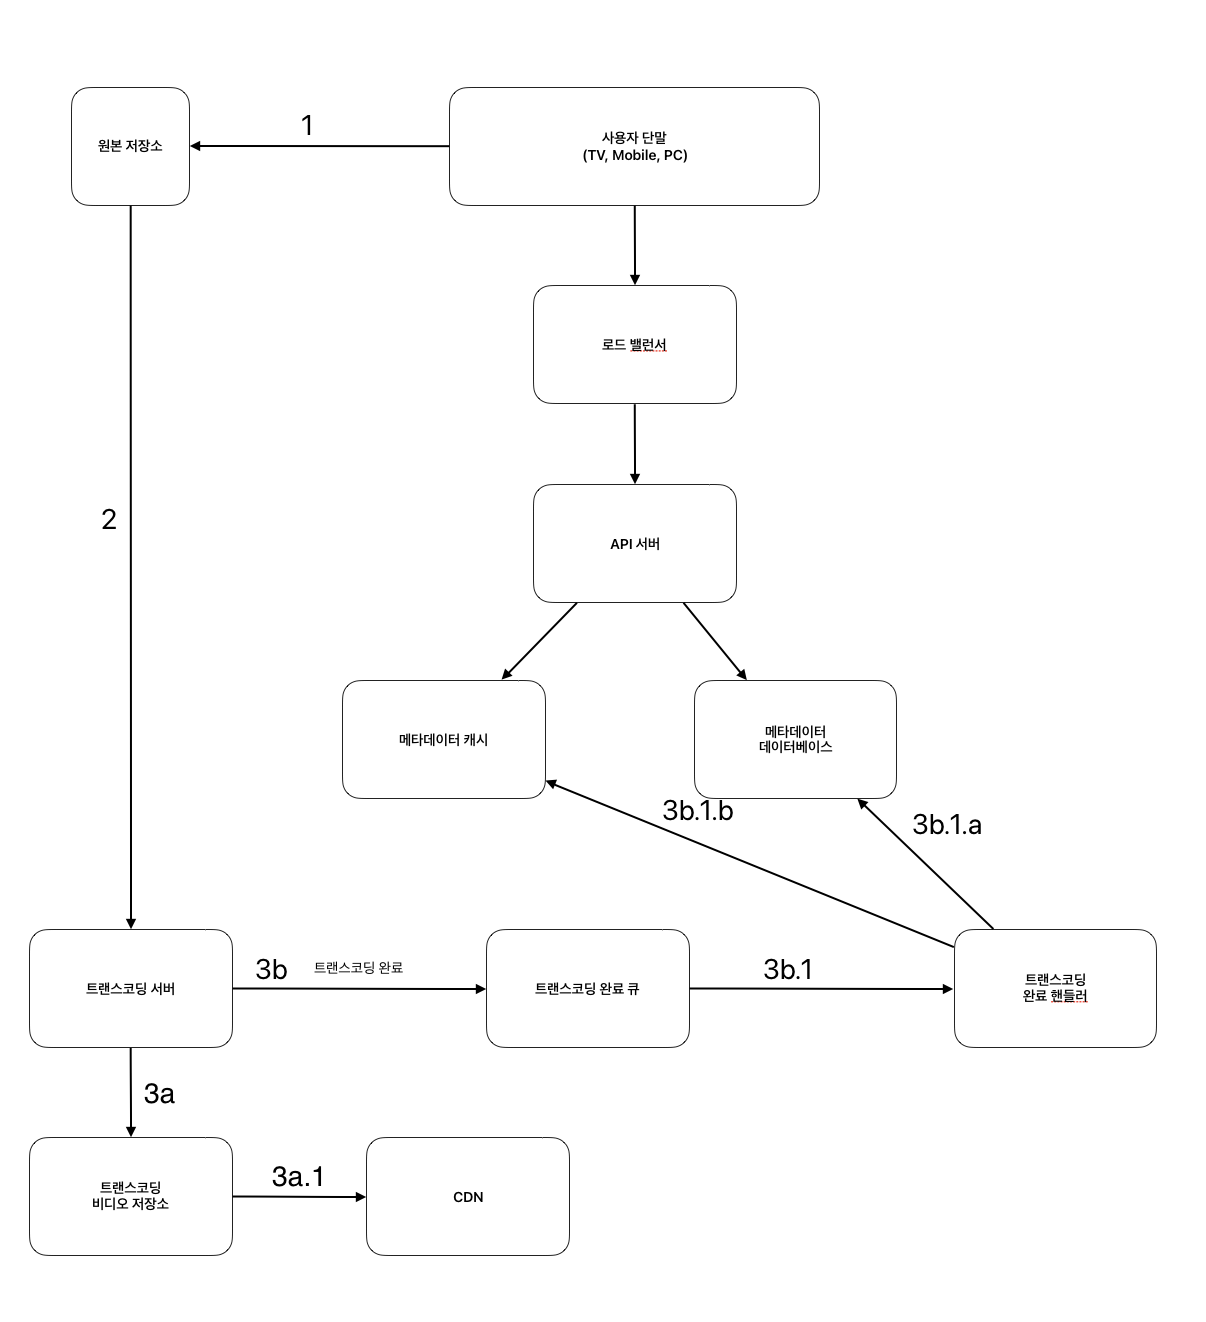 원본 저장소
1
사용자 단말
(TV, Mobile, PC)
로드 밸런서
2
API 서버
메타데이터 캐시
메타데이터
데이터베이스
3b.1.b
3b.1.a
트랜스코딩 서버
3b
트랜스코딩 완료
트랜스코딩 완료 큐
3b.1
트랜스코딩
완료 핸들러
3a
트랜스코딩
비디오 저장소
3a.1
CDN